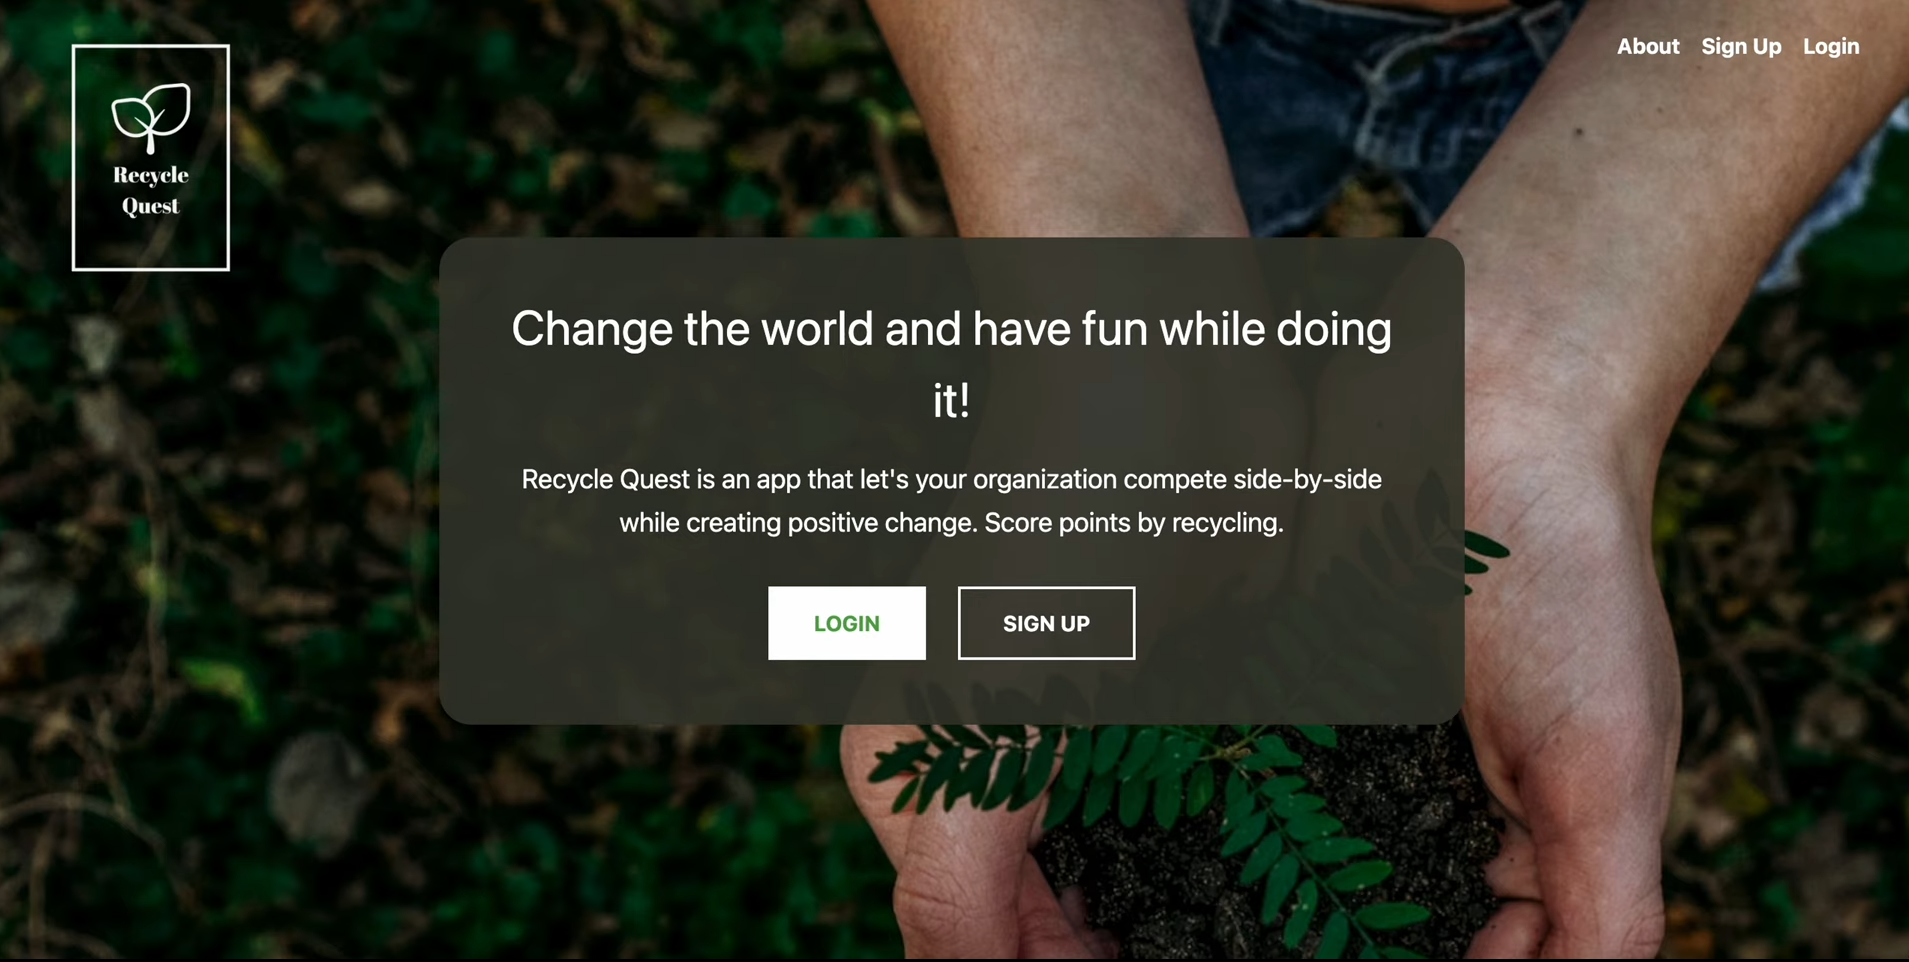 Recycle
Quest
About Sign Up Login
Change the world and have fun while doing
it!
Recycle Quest is an app that let's your organization compete side-by-side
while creating positive change. Score points by recycling.
LOGIN SIGN UP